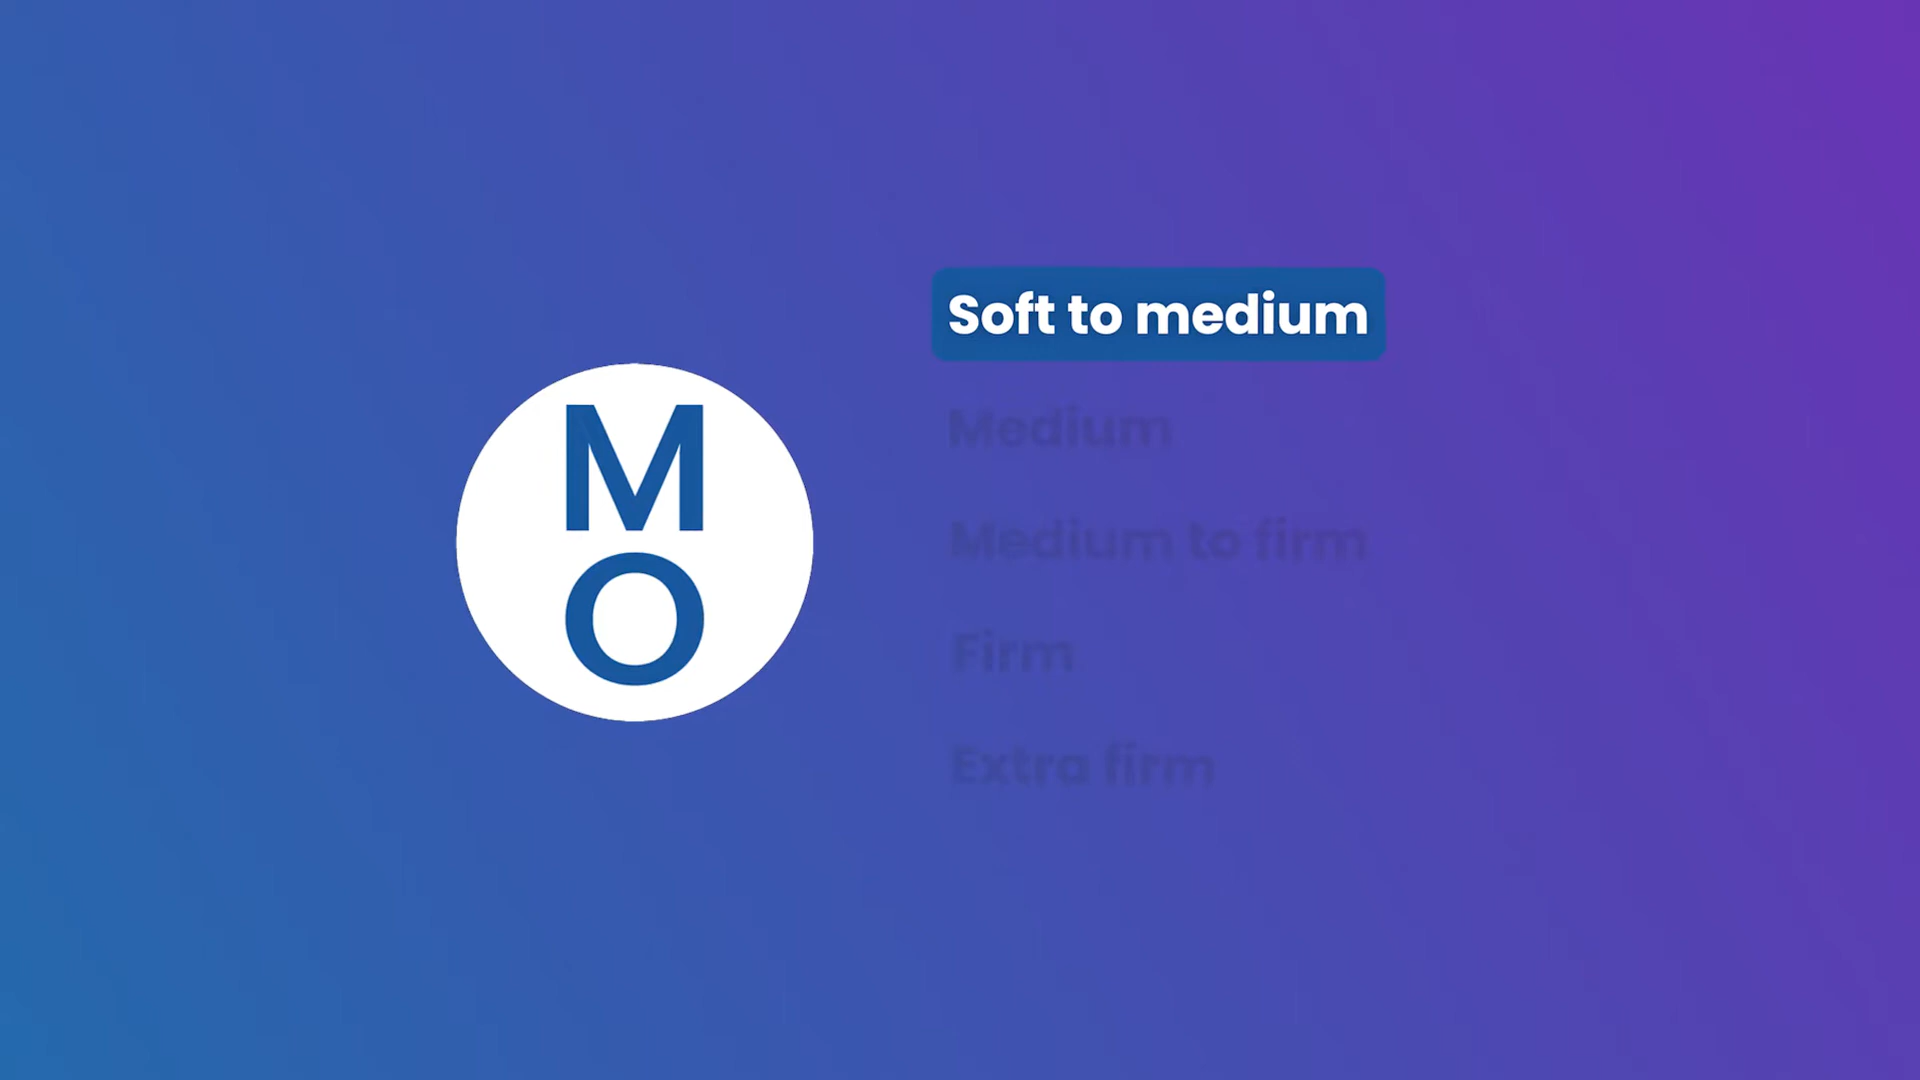 M
O
Soft to medium
Medium
Medium to firm
Firm
Extra firm